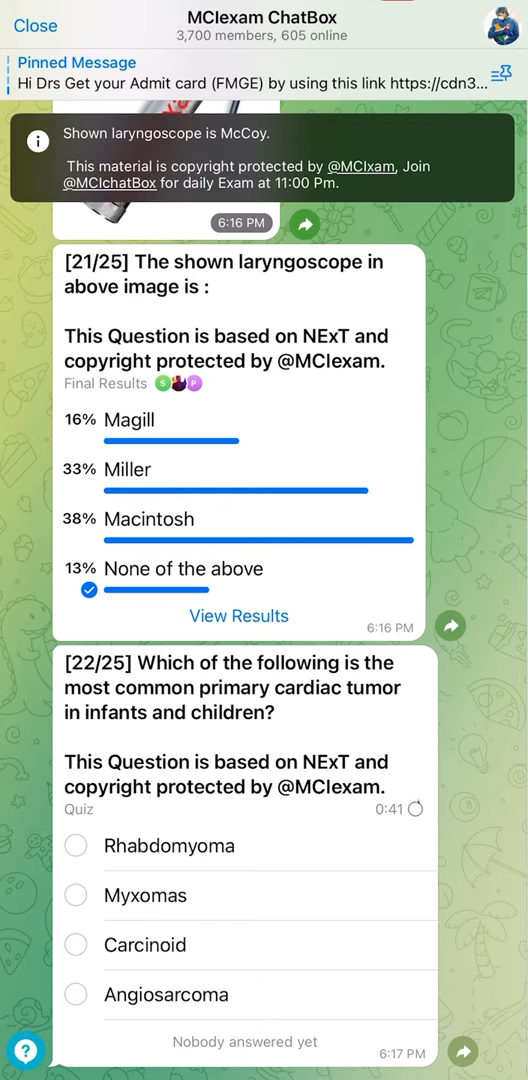 Close
MCIexam ChatBox
3,700 members, 605 online
Pinned Message
Hi Drs Get your Admit card (FMGE) by using this link https://cdn3...
Shown laryngoscope is McCoy.
This material is copyright protected by @MCIxam, Join
@MCIchatBox for daily Exam at 11:00 Pm.
6:16 PM
[21/25] The shown laryngoscope in
above image is :
This Question is based on NExT and
copyright protected by @MCIexam.
Final Results S P
16% Magill
33% Miller
38% Macintosh
13% None of the above
View Results
6:16 PM
[22/25] Which of the following is the
most common primary cardiac tumor
in infants and children?
This Question is based on NExT and
copyright protected by @MCIexam.
Quiz 0:41
Rhabdomyoma
Myxomas
Carcinoid
Angiosarcoma
Nobody answered yet
6:17 PM
?